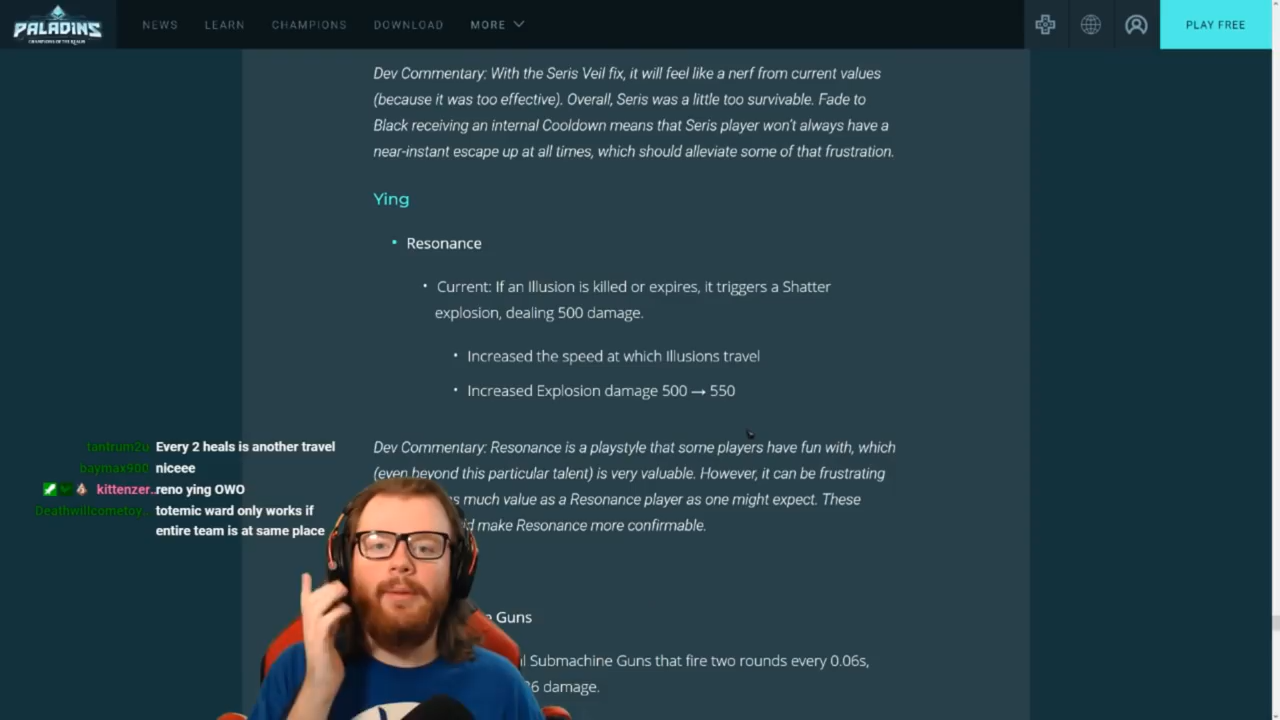 PALADINS
CHAMPIONS OF THE REALM
NEWS
LEARN
CHAMPIONS
DOWNLOAD
MORE
PLAY FREE
Dev Commentary: With the Seris Veil fix, it will feel like a nerf from current values
(because it was too effective). Overall, Seris was a little too survivable. Fade to
Black receiving an internal Cooldown means that Seris player won't always have a
near-instant escape up at all times, which should alleviate some of that frustration.
Ying
• Resonance
• Current: If an Illusion is killed or expires, it triggers a Shatter
explosion, dealing 500 damage.
• Increased the speed at which Illusions travel
• Increased Explosion damage 500 → 550
Dev Commentary: Resonance is a playstyle that some players have fun with, which
(even beyond this particular talent) is very valuable. However, it can be frustrating
much value as a Resonance player as one might expect. These
make Resonance more confirmable.
Guns
Submachine Guns that fire two rounds every 0.06s,
damage.
tantrum2u Every 2 heals is another travel
baymax900 niceee
kittenzer.. reno ying OWO
Deathwillcometoy.. totemic ward only works if
entire team is at same place